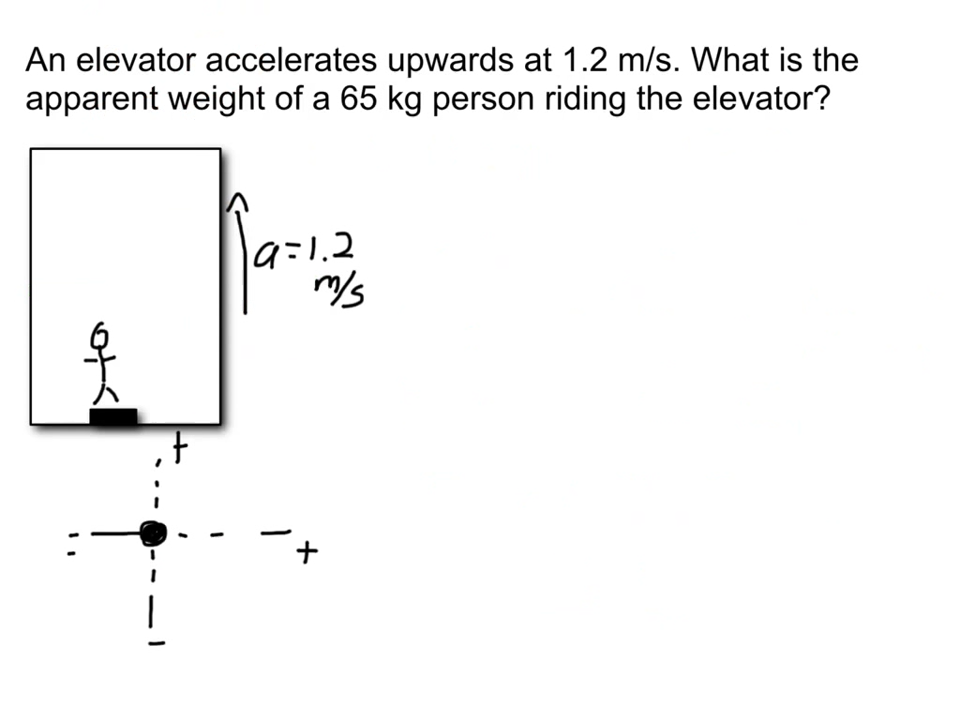 An elevator accelerates upwards at 1.2 m/s. What is the
apparent weight of a 65 kg person riding the elevator?
a=1.2
m/s
+
+
-